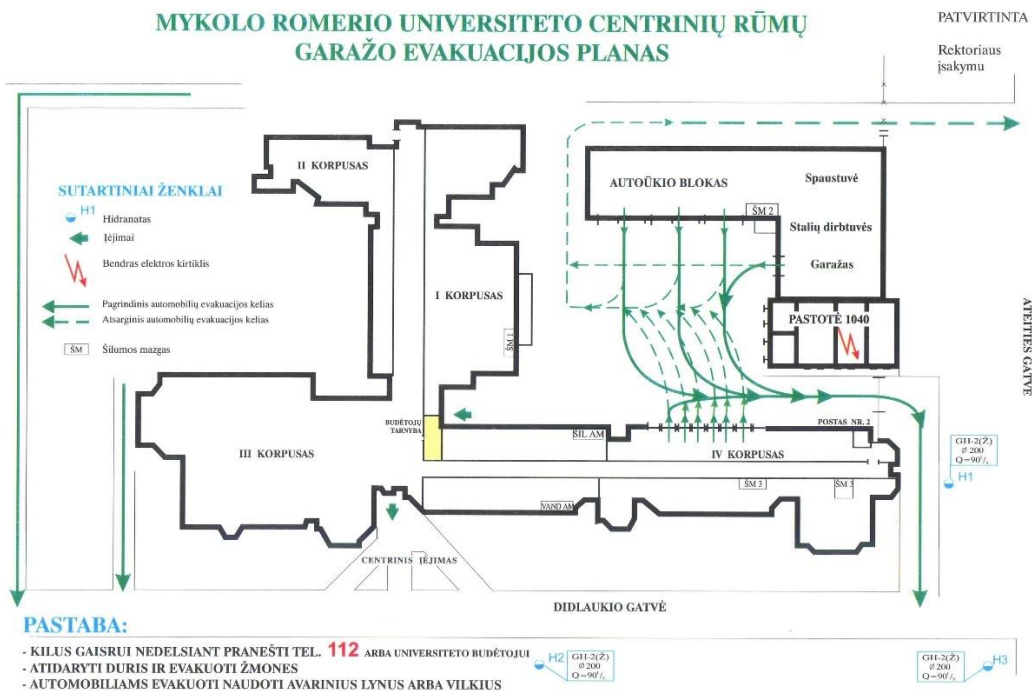 MYKOLO ROMERIO UNIVERSITETO CENTRINIŲ RŪMŲ
GARAŽO EVAKUACIJOS PLANAS
PATVIRTINTA
Rektoriaus
įsakymu
II KORPUSAS
AUTOŪKIO BLOKAS
Spaustuvė
ŠM 2
Stalių dirbtuvės
Garažas
SUTARTINIAI ŽENKLAI
H1
Hidranatas
Įėjimai
Bendras elektros kirtiklis
Pagrindinis automobilių evakuacijos kelias
Atsarginis automobilių evakuacijos kelias
ŠM
Šilumos mazgas
I KORPUSAS
ŠM 1
PASTOTĖ 1040
ATEITIES GATVĖ
BUDĖTOJŲ
TARNYBA
III KORPUSAS
ŠIL AM
POSTAS NR. 2
IV KORPUSAS
GH-2(Ž)
Ø 200
Q=90 l/s
H1
ŠM 3
ŠM 3
VAND AM
CENTRINIS ĮĖJIMAS
DIDLAUKIO GATVĖ
PASTABA:
- KILUS GAISRUI NEDELSIANT PRANEŠTI TEL. 112 ARBA UNIVERSITETO BUDĖTOJUI
- ATIDARYTI DURIS IR EVAKUOTI ŽMONES
- AUTOMOBILIAMS EVAKUOTI NAUDOTI AVARINIUS LYNUS ARBA VILKIUS
H2
GH-2(Ž)
Ø 200
Q=90 l/s
GH-2(Ž)
Ø 200
Q=90 l/s
H3